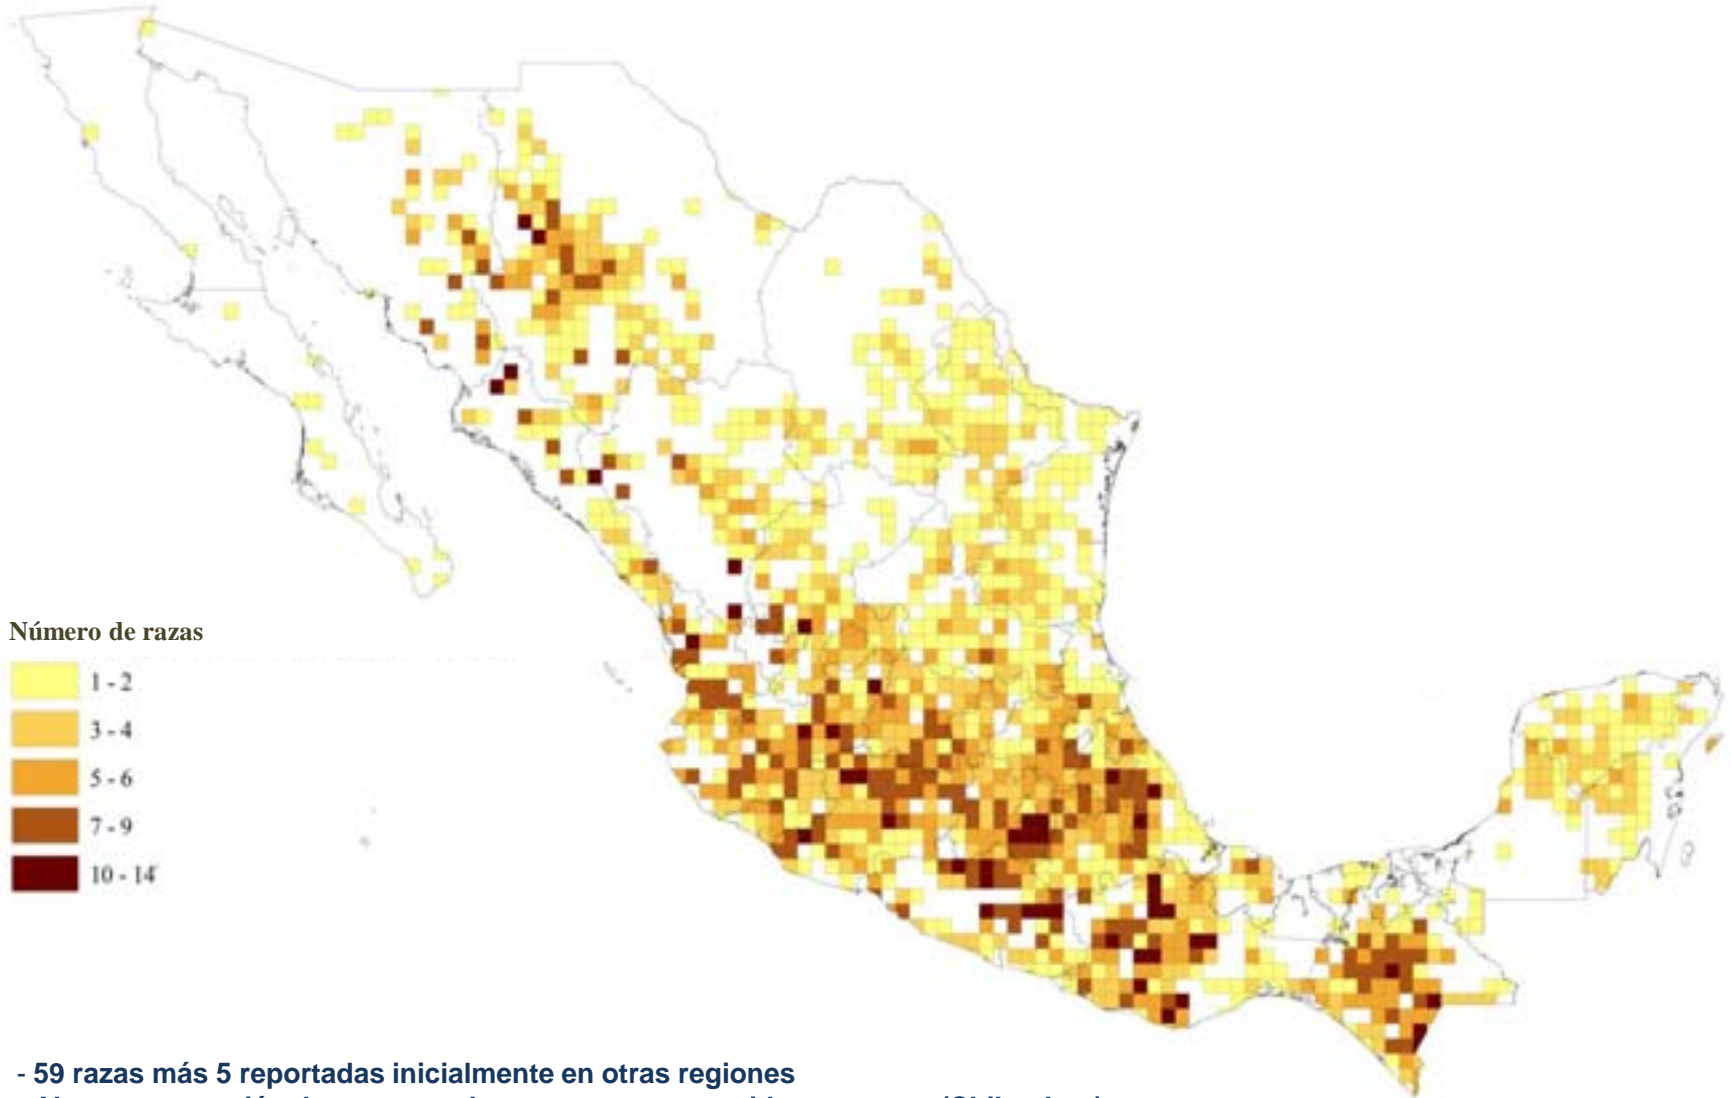 Número de razas
1 - 2
3 - 4
5 - 6
7 - 9
10 - 14
- 59 razas más 5 reportadas inicialmente en otras regiones